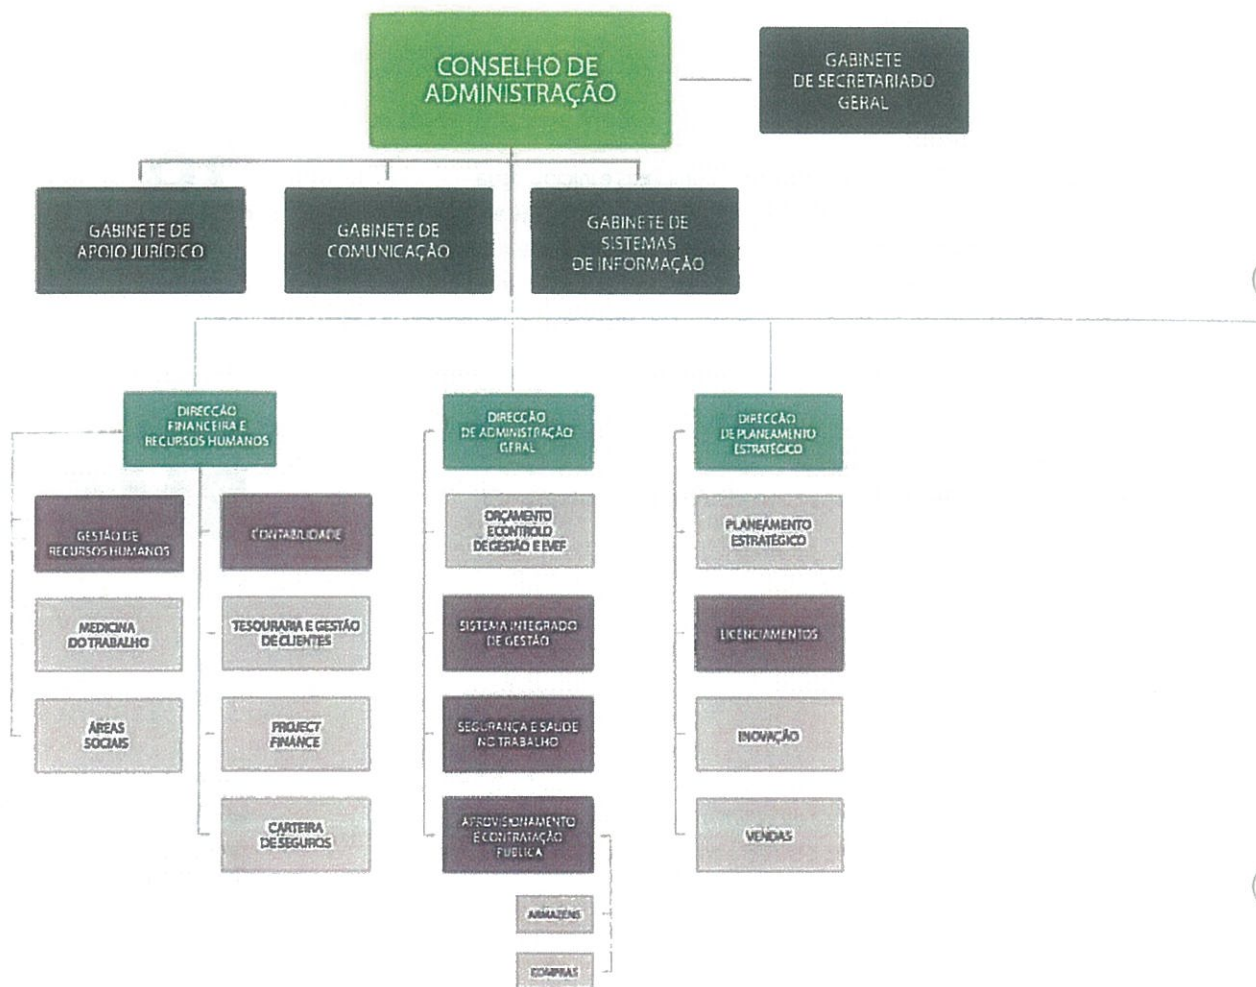 CONSELHO DE
ADMINISTRAÇÃO
GABINETE
DE SECRETARIADO
GERAL
GABINETE DE
APOIO JURÍDICO
GABINETE DE
COMUNICAÇÃO
GABINETE DE
SISTEMAS
DE INFORMAÇÃO
DIRECÇÃO
FINANCEIRA E
RECURSOS HUMANOS
DIRECÇÃO
DE ADMINISTRAÇÃO
GERAL
DIRECÇÃO
DE PLANEAMENTO
ESTRATÉGICO
GESTÃO DE
RECURSOS HUMANOS
CONTABILIDADE
ORÇAMENTO
E CONTROLO
DE GESTÃO E EVEF
PLANEAMENTO
ESTRATÉGICO
MEDICINA
DO TRABALHO
TESOURARIA E GESTÃO
DE CLIENTES
SISTEMA INTEGRADO
DE GESTÃO
LICENCIAMENTOS
ÁREAS
SOCIAIS
PROJECT
FINANCE
SEGURANÇA E SAÚDE
NO TRABALHO
INOVAÇÃO
CARTEIRA
DE SEGUROS
APROVISIONAMENTO
E CONTRATAÇÃO
PÚBLICA
VENDAS
ARMAZENS
COMPRAS